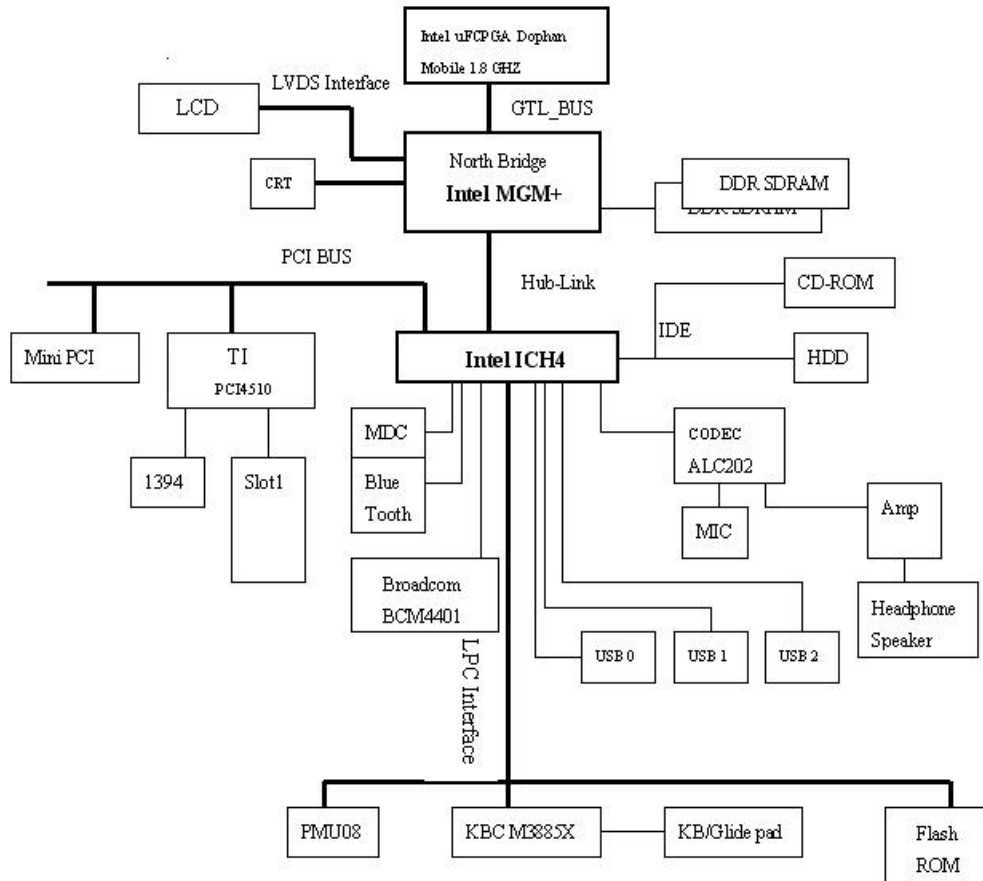 Intel uFCPGA Dophan
Mobile 1.8 GHZ
LVDS Interface
LCD
GTL_BUS
North Bridge
Intel MGM+
CRT
DDR SDRAM
DDR SDRAM
PCI BUS
Hub-Link
CD-ROM
IDE
Mini PCI
TI
PCI4510
Intel ICH4
HDD
MDC
CODEC
ALC202
1394
Slot1
Blue
Tooth
MIC
Amp
Broadcom
BCM4401
Headphone
Speaker
USB 0
USB 1
USB 2
LPC Interface
PMU08
KBC M3885X
KB/Glide pad
Flash
ROM